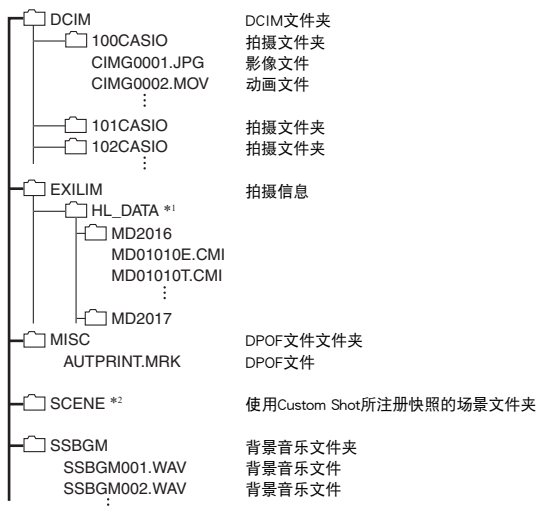 DCIM DCIM文件夹
100CASIO 拍摄文件夹
CIMG0001.JPG 影像文件
CIMG0002.MOV 动画文件
⋮
101CASIO 拍摄文件夹
102CASIO 拍摄文件夹
⋮
EXILIM 拍摄信息
HL_DATA *1
MD2016
MD01010E.CMI
MD01010T.CMI
⋮
MD2017
MISC DPOF文件文件夹
AUTPRINT.MRK DPOF文件
SCENE *2 使用Custom Shot所注册快照的场景文件夹
SSBGM 背景音乐文件夹
SSBGM001.WAV 背景音乐文件
SSBGM002.WAV 背景音乐文件
⋮